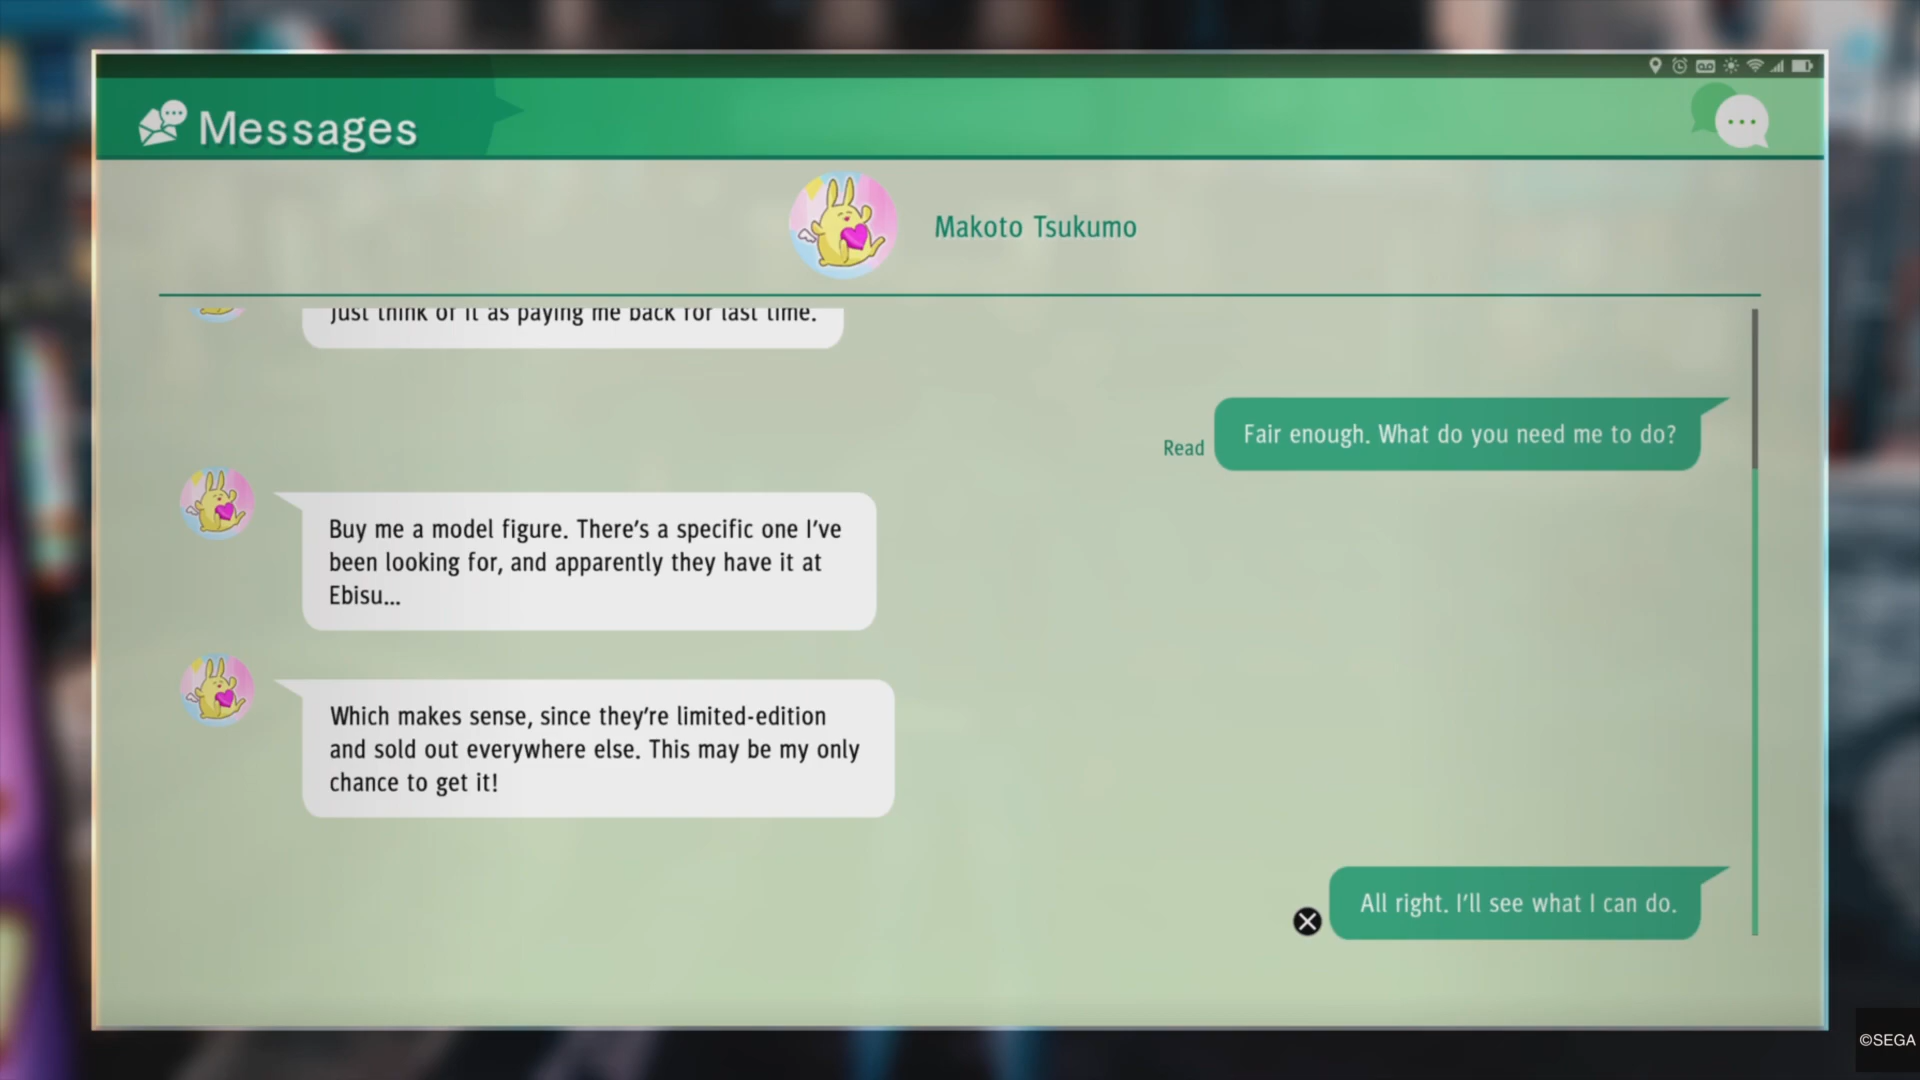 Messages
Makoto Tsukumo
Just think of it as paying me back for last time.
Fair enough. What do you need me to do?
Read
Buy me a model figure. There's a specific one I've
been looking for, and apparently they have it at
Ebisu...
Which makes sense, since they're limited-edition
and sold out everywhere else. This may be my only
chance to get it!
All right. I'll see what I can do.
©SEGA